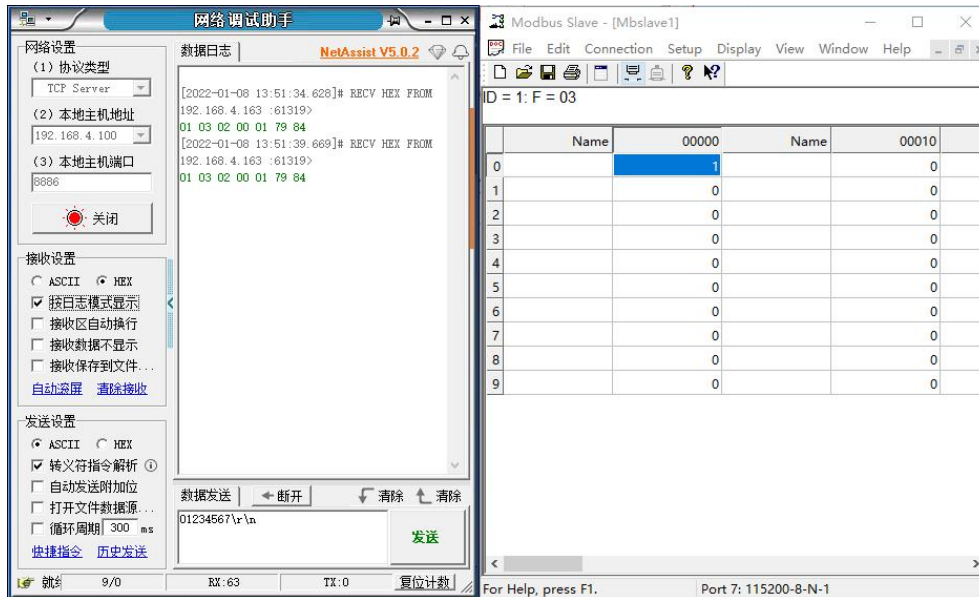 网络调试助手
网络设置
(1) 协议类型
TCP Server
(2) 本地主机地址
192.168.4.100
(3) 本地主机端口
8886
关闭
接收设置
ASCII HEX
按日志模式显示
接收区自动换行
接收数据不显示
接收保存到文件...
自动滚屏 清除接收
发送设置
ASCII HEX
转义符指令解析
自动发送附加位
打开文件数据源...
循环周期 300 ms
快捷指令 历史发送
数据日志 NetAssist V5.0.2
[2022-01-08 13:51:34.628]# RECV HEX FROM
192.168.4.163 :61319>
01 03 02 00 01 79 84
[2022-01-08 13:51:39.669]# RECV HEX FROM
192.168.4.163 :61319>
01 03 02 00 01 79 84
数据发送 断开 清除 清除
01234567\r\n
发送
9/0 RX:63 TX:0 复位计数
Modbus Slave - [Mbslave1]
File Edit Connection Setup Display View Window Help
ID = 1: F = 03
Name 00000 Name 00010
0 1 0
1 0 0
2 0 0
3 0 0
4 0 0
5 0 0
6 0 0
7 0 0
8 0 0
9 0 0
For Help, press F1. Port 7: 115200-8-N-1